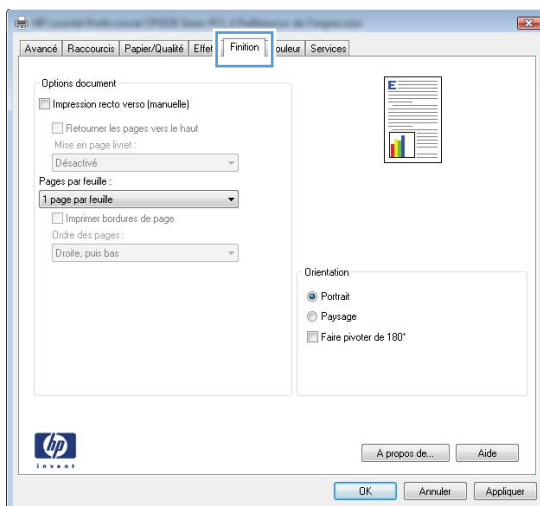 Avancé Raccourcis Papier/Qualité Effet Finition ouleur Services
Options document
Impression recto verso (manuelle)
Retourner les pages vers le haut
Mise en page livret :
Désactivé
Pages par feuille :
1 page par feuille
Imprimer bordures de page
Ordre des pages :
Droite, puis bas
E
Orientation
Portrait
Paysage
Faire pivoter de 180°
hp
invent
A propos de... Aide
OK Annuler Appliquer